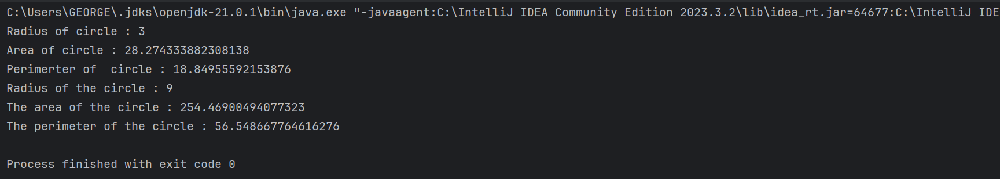 C:\Users\GEORGE\.jdks\openjdk-21.0.1\bin\java.exe "-javaagent:C:\IntelliJ IDEA Community Edition 2023.3.2\lib\idea_rt.jar=64677:C:\IntelliJ IDE
Radius of circle : 3
Area of circle : 28.274333882308138
Perimerter of  circle : 18.84955592153876
Radius of the circle : 9
The area of the circle : 254.46900494077323
The perimeter of the circle : 56.548667764616276
Process finished with exit code 0